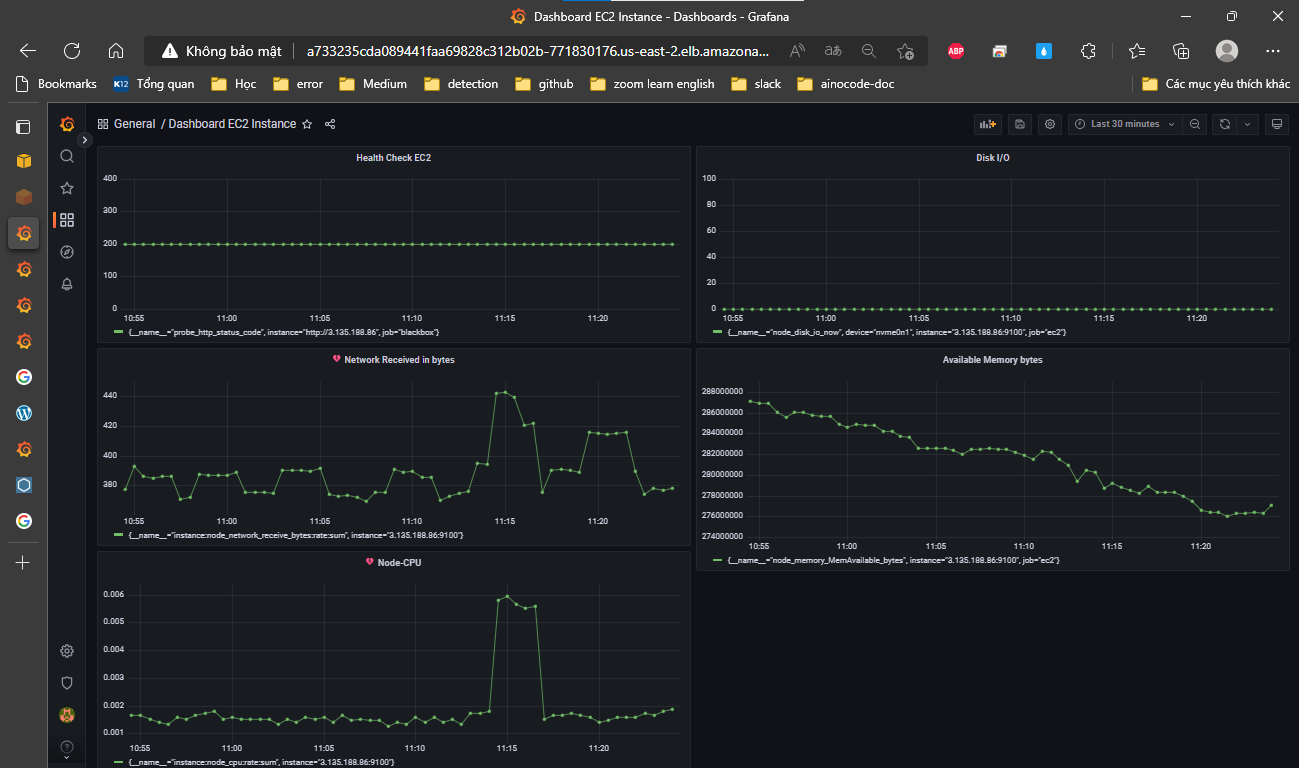 Dashboard EC2 Instance - Dashboards - Grafana
Không bảo mật
a733235cda089441faa69828c312b02b-771830176.us-east-2.elb.amazona...
A
aあ
ABP
Bookmarks
K12 Tổng quan
Học
error
Medium
detection
github
zoom learn english
slack
ainocode-doc
Các mục yêu thích khác
General / Dashboard EC2 Instance
Last 30 minutes
Health Check EC2
400
300
200
100
0
10:55 11:00 11:05 11:10 11:15 11:20
{__name__="probe_http_status_code", instance="http://3.135.188.86", job="blackbox"}
Disk I/O
100
80
60
40
20
0
10:55 11:00 11:05 11:10 11:15 11:20
{__name__="node_disk_io_now", device="nvme0n1", instance="3.135.188.86:9100", job="ec2"}
Network Received in bytes
440
420
400
380
10:55 11:00 11:05 11:10 11:15 11:20
{__name__="instance:node_network_receive_bytes:rate:sum", instance="3.135.188.86:9100"}
Available Memory bytes
288000000
286000000
284000000
282000000
280000000
278000000
276000000
274000000
10:55 11:00 11:05 11:10 11:15 11:20
{__name__="node_memory_MemAvailable_bytes", instance="3.135.188.86:9100", job="ec2"}
Node-CPU
0.006
0.005
0.004
0.003
0.002
0.001
10:55 11:00 11:05 11:10 11:15 11:20
{__name__="instance:node_cpu:rate:sum", instance="3.135.188.86:9100"}